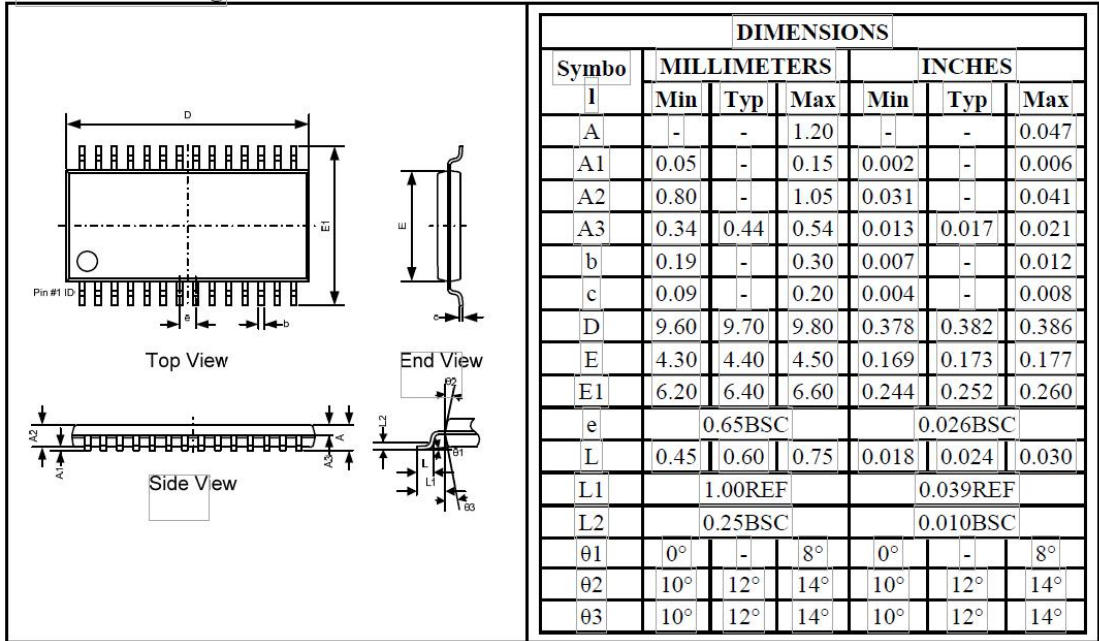 D
E1
E
Pin #1 ID
e
b
c
Top View
End View
θ2
A2
A1
A
A3
L2
L
L1
θ1
θ3
Side View
DIMENSIONS
Symbo
l
MILLIMETERS INCHES
Min Typ Max Min Typ Max
A - - 1.20 - - 0.047
A1 0.05 - 0.15 0.002 - 0.006
A2 0.80 - 1.05 0.031 - 0.041
A3 0.34 0.44 0.54 0.013 0.017 0.021
b 0.19 - 0.30 0.007 - 0.012
c 0.09 - 0.20 0.004 - 0.008
D 9.60 9.70 9.80 0.378 0.382 0.386
E 4.30 4.40 4.50 0.169 0.173 0.177
E1 6.20 6.40 6.60 0.244 0.252 0.260
e 0.65BSC 0.026BSC
L 0.45 0.60 0.75 0.018 0.024 0.030
L1 1.00REF 0.039REF
L2 0.25BSC 0.010BSC
θ1 0° - 8° 0° - 8°
θ2 10° 12° 14° 10° 12° 14°
θ3 10° 12° 14° 10° 12° 14°